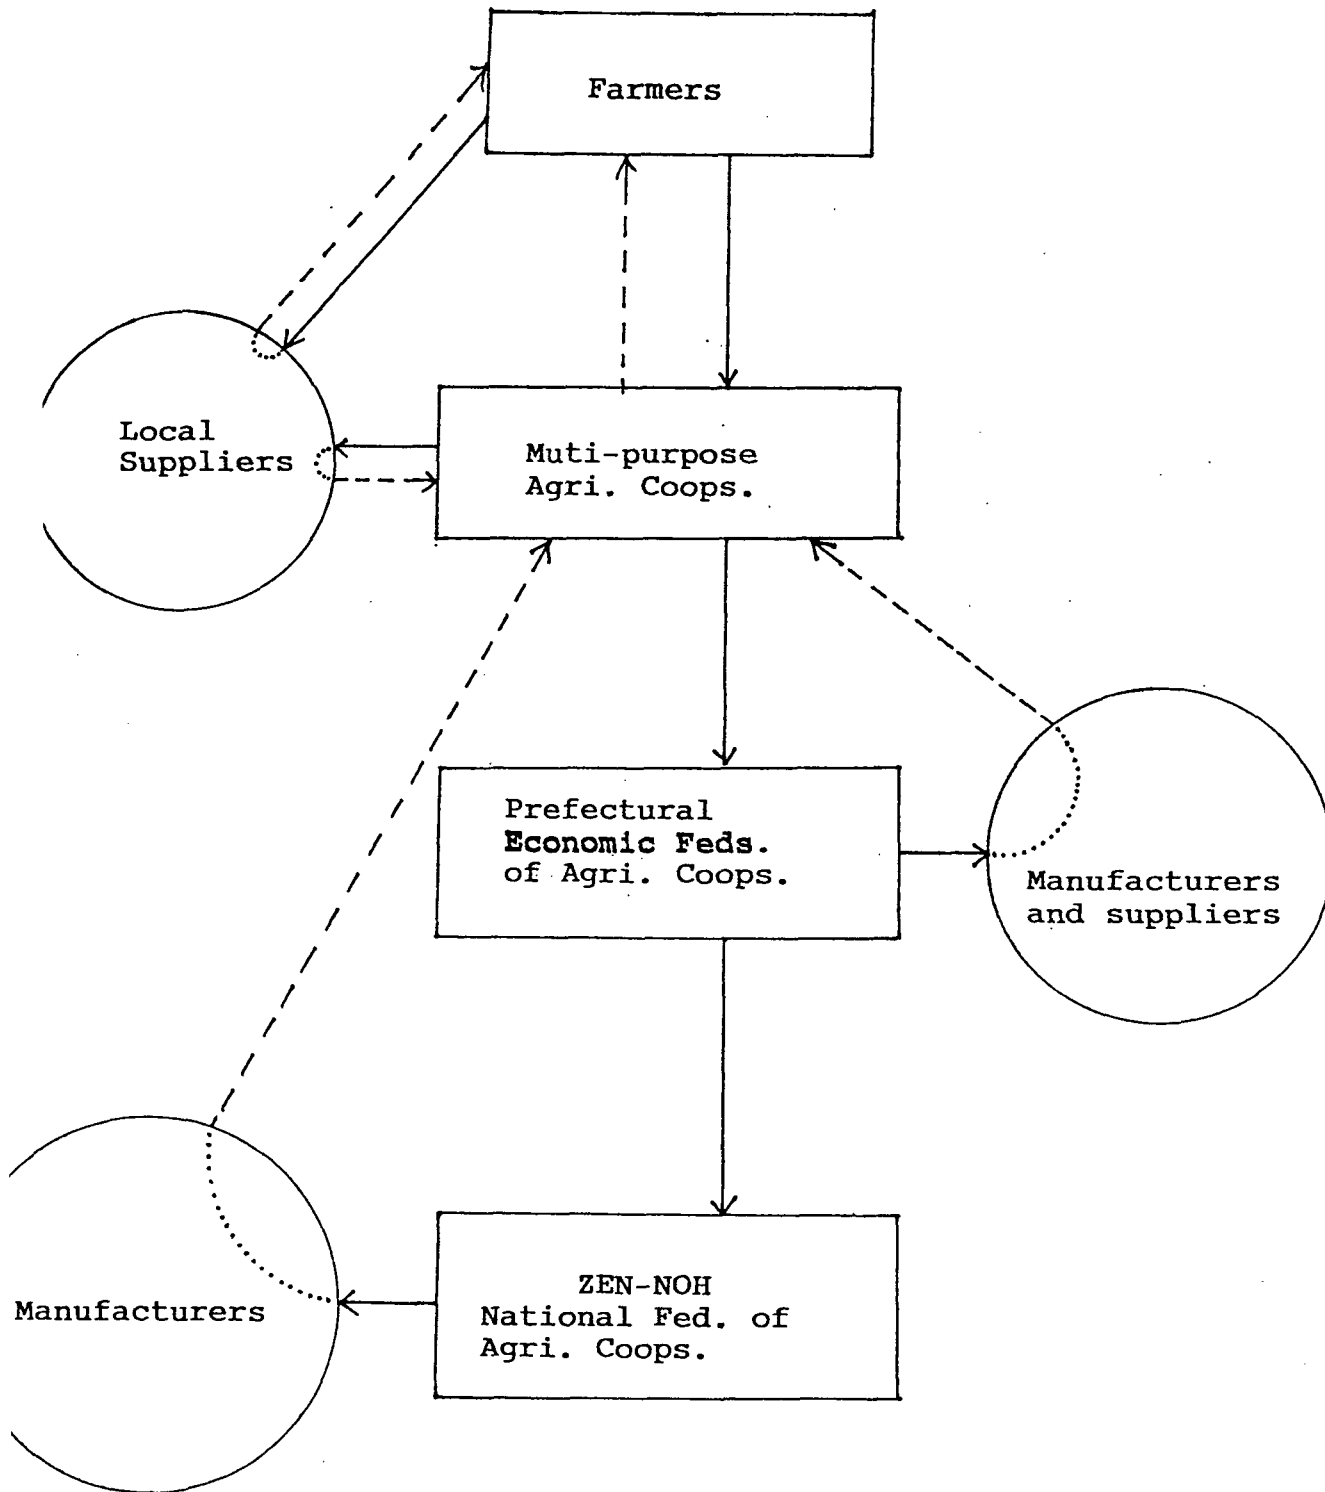 Farmers
Local
Suppliers
Muti-purpose
Agri. Coops.
Prefectural
Economic Feds.
of Agri. Coops.
Manufacturers
and suppliers
ZEN-NOH
National Fed. of
Agri. Coops.
Manufacturers